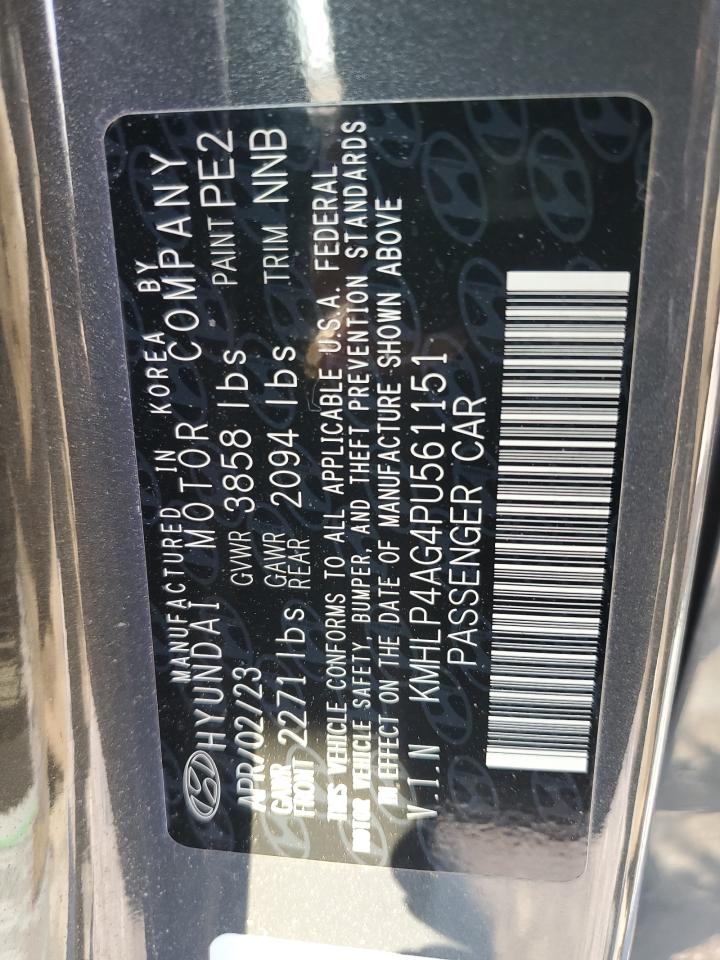 MANUFACTURED IN KOREA BY
HYUNDAI MOTOR COMPANY
APR/02/23 GVWR 3858 lbs PAINT PE2
GAWR FRONT 2271 lbs GAWR REAR 2094 lbs TRIM NNB
THIS VEHICLE CONFORMS TO ALL APPLICABLE U.S.A. FEDERAL
MOTOR VEHICLE SAFETY, BUMPER, AND THEFT PREVENTION STANDARDS
IN EFFECT ON THE DATE OF MANUFACTURE SHOWN ABOVE
V.I.N KMHLP4AG4PU561151
PASSENGER CAR